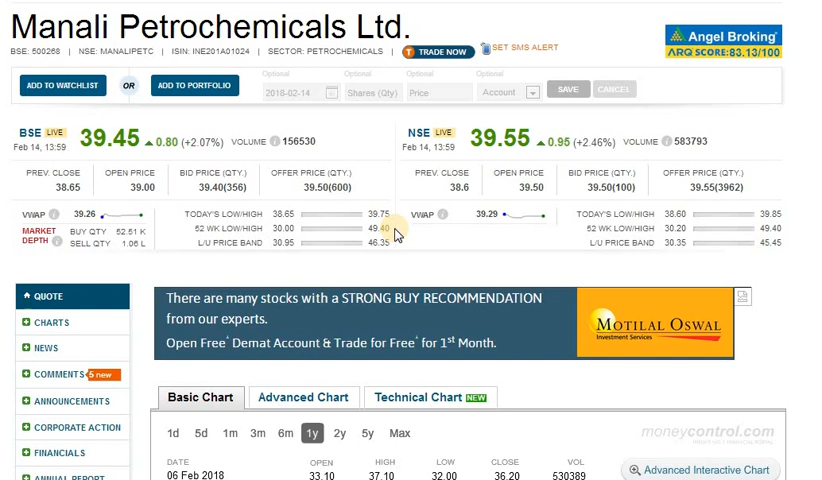 Manali Petrochemicals Ltd.
BSE: 500268 | NSE: MANALIPETC | ISIN: INE201A01024 | SECTOR: PETROCHEMICALS | T TRADE NOW SET SMS ALERT
Angel Broking
ARQ SCORE:83.13/100
ADD TO WATCHLIST OR ADD TO PORTFOLIO
Optional Optional Optional Optional
2018-02-14 Shares (Qty) Price Account SAVE CANCEL
BSE LIVE 39.45 0.80 (+2.07%) VOLUME 156530
Feb 14, 13:59
NSE LIVE 39.55 0.95 (+2.46%) VOLUME 583793
Feb 14, 13:59
PREV. CLOSE OPEN PRICE BID PRICE (QTY.) OFFER PRICE (QTY.)
38.65 39.00 39.40(356) 39.50(600)
PREV. CLOSE OPEN PRICE BID PRICE (QTY.) OFFER PRICE (QTY.)
38.6 39.50 39.50(100) 39.55(3962)
VWAP 39.26
MARKET DEPTH BUY QTY 52.51 K
SELL QTY 1.06 L
TODAY'S LOW/HIGH 38.65 39.75
52 WK LOW/HIGH 30.00 49.40
L/U PRICE BAND 30.95 46.35
VWAP 39.29
TODAY'S LOW/HIGH 38.60 39.85
52 WK LOW/HIGH 30.20 49.40
L/U PRICE BAND 30.35 45.45
QUOTE
CHARTS
NEWS
COMMENTS 5 new
ANNOUNCEMENTS
CORPORATE ACTION
FINANCIALS
ANNUAL REPORT
There are many stocks with a STRONG BUY RECOMMENDATION
from our experts.
Open Free* Demat Account & Trade for Free* for 1st Month.
MOTILAL OSWAL
Investment Services
Basic Chart Advanced Chart Technical Chart NEW
1d 5d 1m 3m 6m 1y 2y 5y Max
moneycontrol.com
DATE OPEN HIGH LOW CLOSE VOL
06 Feb 2018 33.10 37.10 32.00 36.20 530389
Advanced Interactive Chart